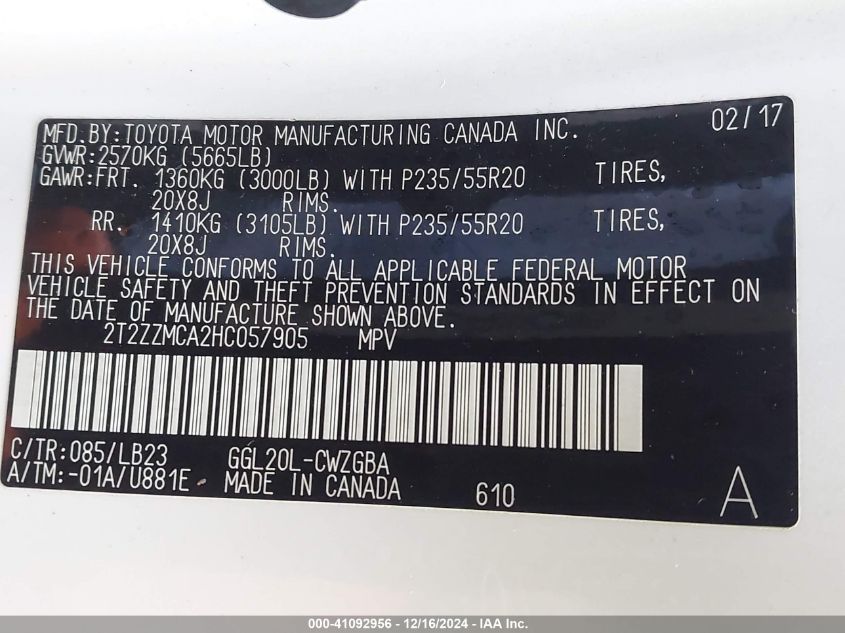 MFD.BY:TOYOTA MOTOR MANUFACTURING CANADA INC. 02/17
GVWR:2570KG (5665LB)
GAWR:FRT. 1360KG (3000LB) WITH P235/55R20 TIRES,
20X8J RIMS.
RR. 1410KG (3105LB) WITH P235/55R20 TIRES,
20X8J RIMS.
THIS VEHICLE CONFORMS TO ALL APPLICABLE FEDERAL MOTOR
VEHICLE SAFETY AND THEFT PREVENTION STANDARDS IN EFFECT ON
THE DATE OF MANUFACTURE SHOWN ABOVE.
2T2ZZMCA2HC057905 MPV
C/TR:085/LB23 GGL20L-CWZGBA
A/TM:-01A/U881E MADE IN CANADA 610 A
000-41092956 - 12/16/2024 - IAA Inc.